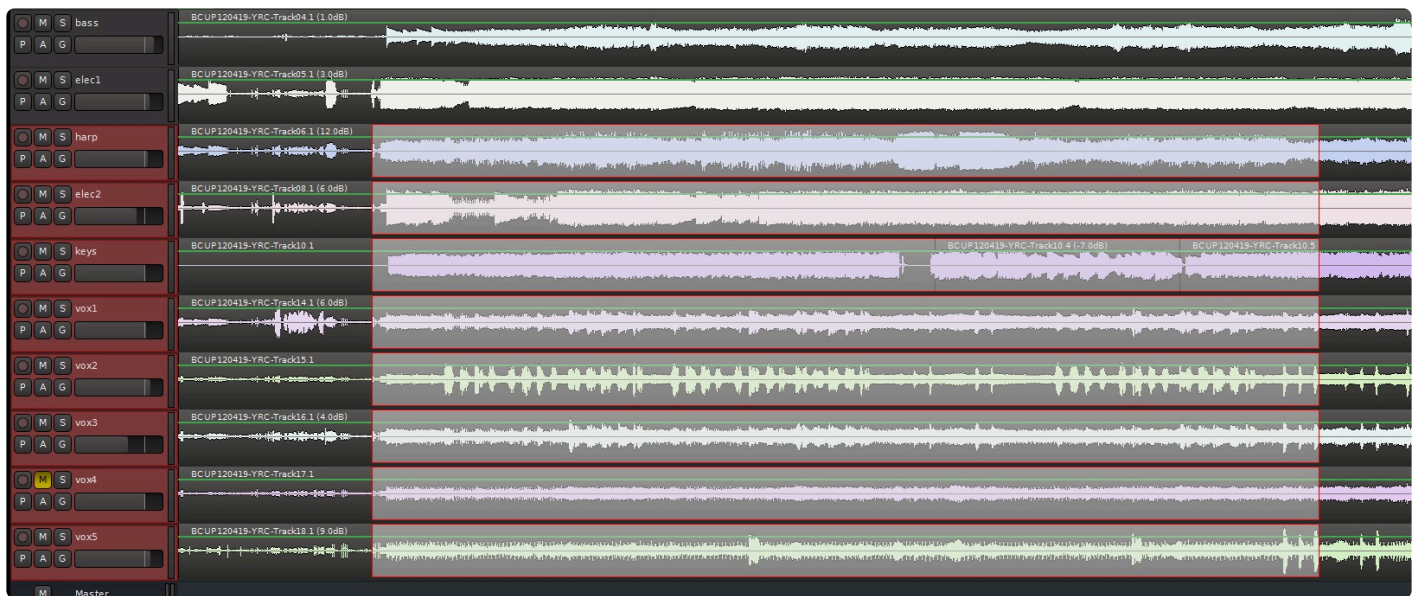 M S bass
P A G
BCUP120419-YRC-Track04.1 (1.0dB)
M S elec1
P A G
BCUP120419-YRC-Track05.1 (3.0dB)
M S harp
P A G
BCUP120419-YRC-Track06.1 (12.0dB)
M S elec2
P A G
BCUP120419-YRC-Track08.1 (6.0dB)
M S keys
P A G
BCUP120419-YRC-Track10.1
BCUP120419-YRC-Track10.4 (-7.0dB)
BCUP120419-YRC-Track10.5
M S vox1
P A G
BCUP120419-YRC-Track14.1 (6.0dB)
M S vox2
P A G
BCUP120419-YRC-Track15.1
M S vox3
P A G
BCUP120419-YRC-Track16.1 (4.0dB)
M S vox4
P A G
BCUP120419-YRC-Track17.1
M S vox5
P A G
BCUP120419-YRC-Track18.1 (9.0dB)
M Master